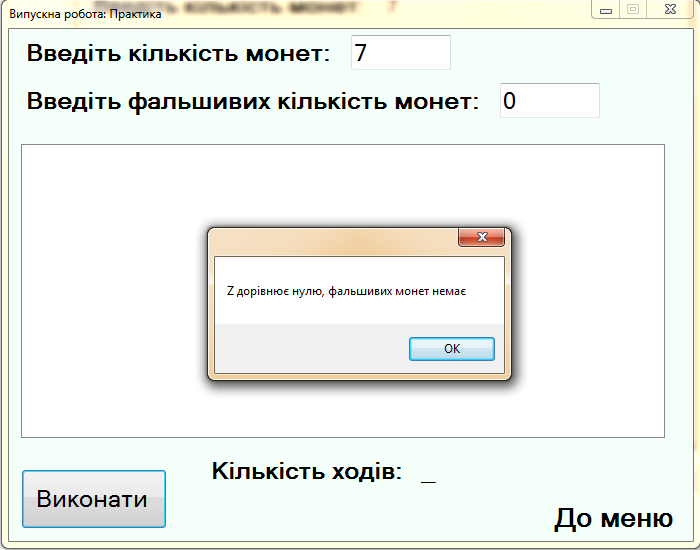 Випускна робота: Практика
Введіть кількість монет: 7
Введіть фальшивих кількість монет: 0
Z дорівнює нулю, фальшивих монет немає
OK
Кількість ходів: _
Виконати
До меню